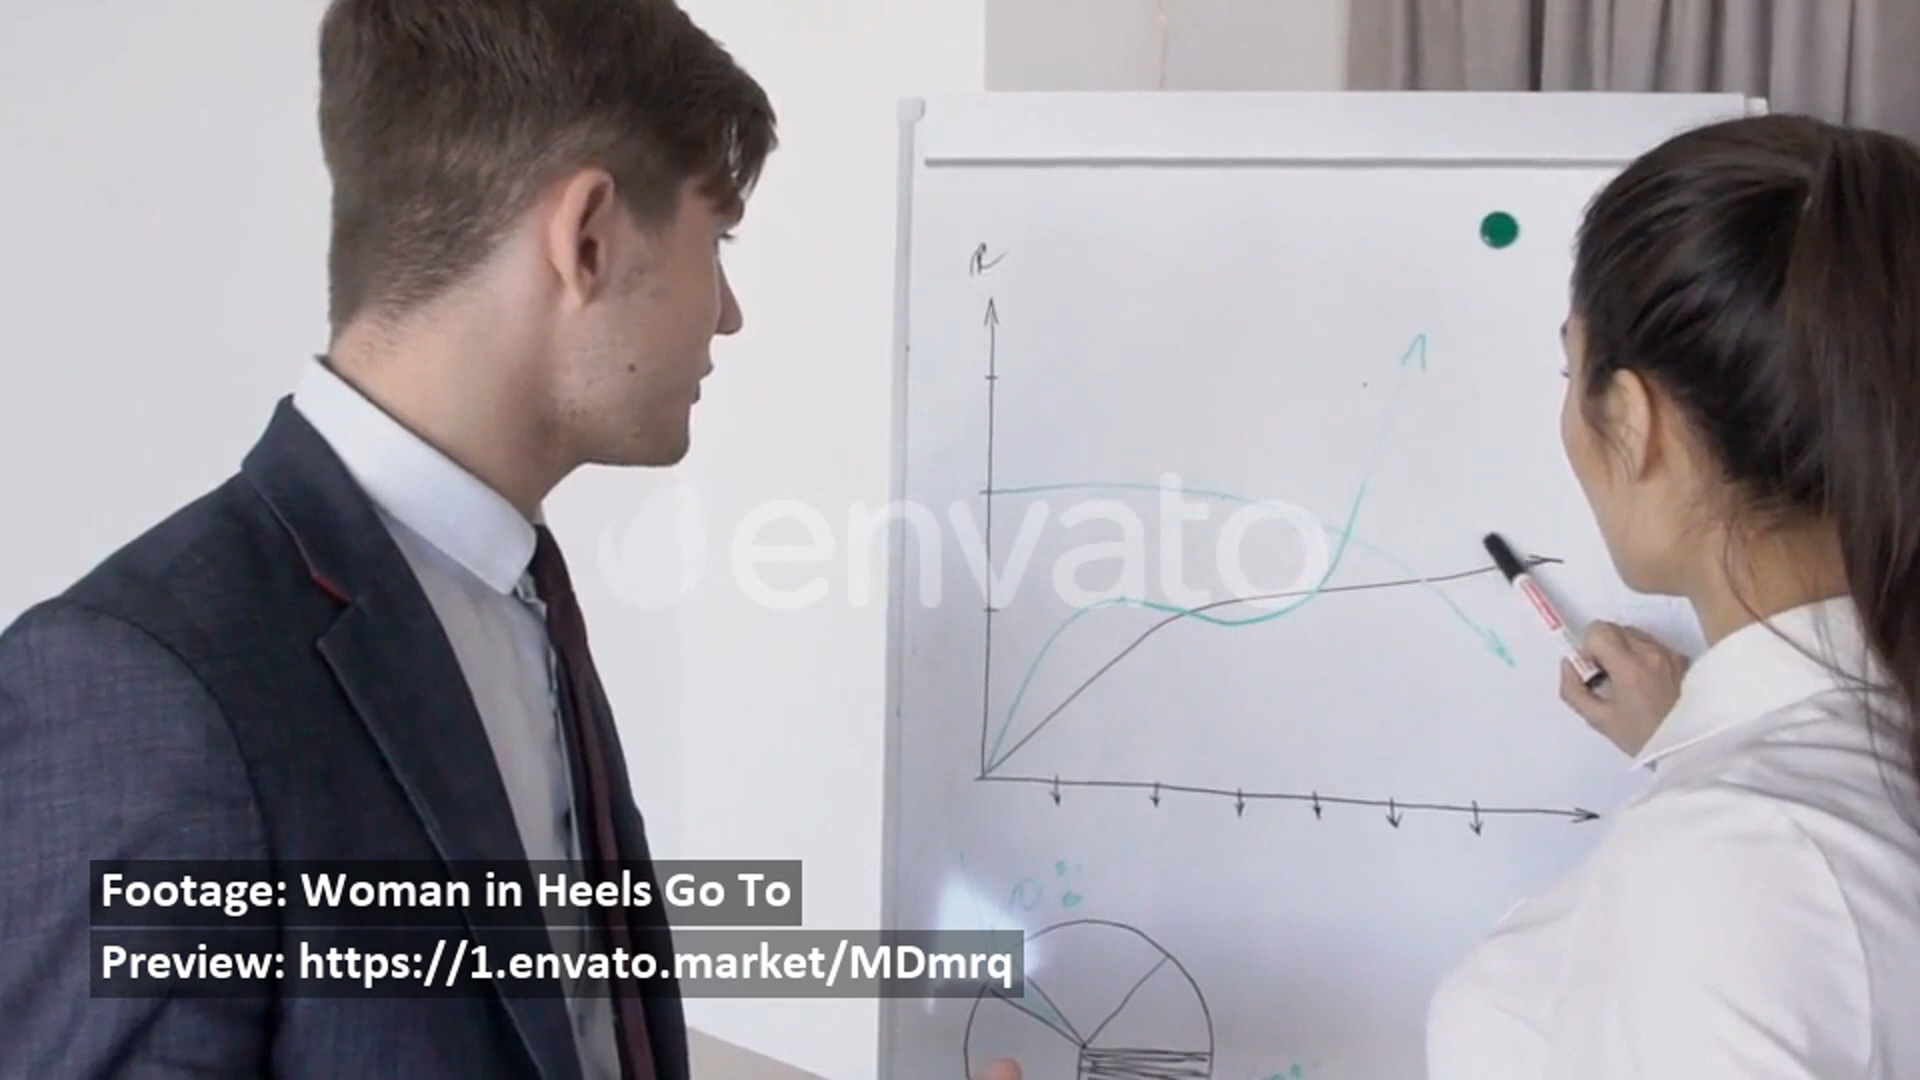 envato
Footage: Woman in Heels Go To
Preview: https://1.envato.market/MDmrq